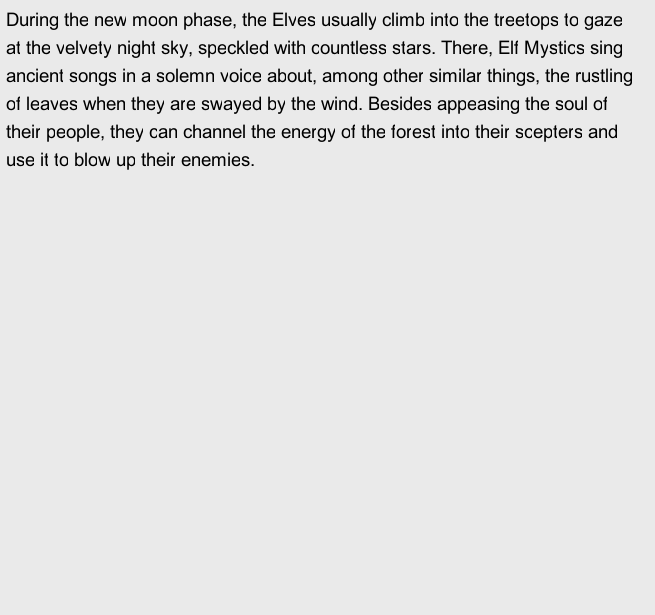 During the new moon phase, the Elves usually climb into the treetops to gaze
at the velvety night sky, speckled with countless stars. There, Elf Mystics sing
ancient songs in a solemn voice about, among other similar things, the rustling
of leaves when they are swayed by the wind. Besides appeasing the soul of
their people, they can channel the energy of the forest into their scepters and
use it to blow up their enemies.